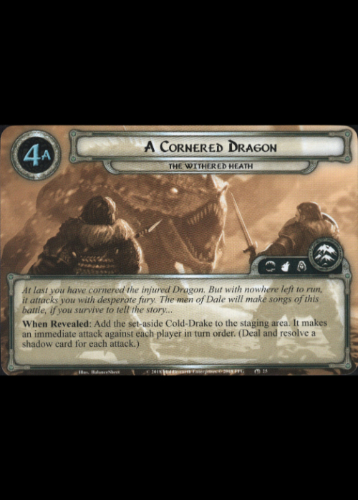 4A
A Cornered Dragon
The Withered Heath
At last you have cornered the injured Dragon. But with nowhere left to run,
it attacks you with desperate fury. The men of Dale will make songs of this
battle, if you survive to tell the story...
When Revealed: Add the set-aside Cold-Drake to the staging area. It makes
an immediate attack against each player in turn order. (Deal and resolve a
shadow card for each attack.)